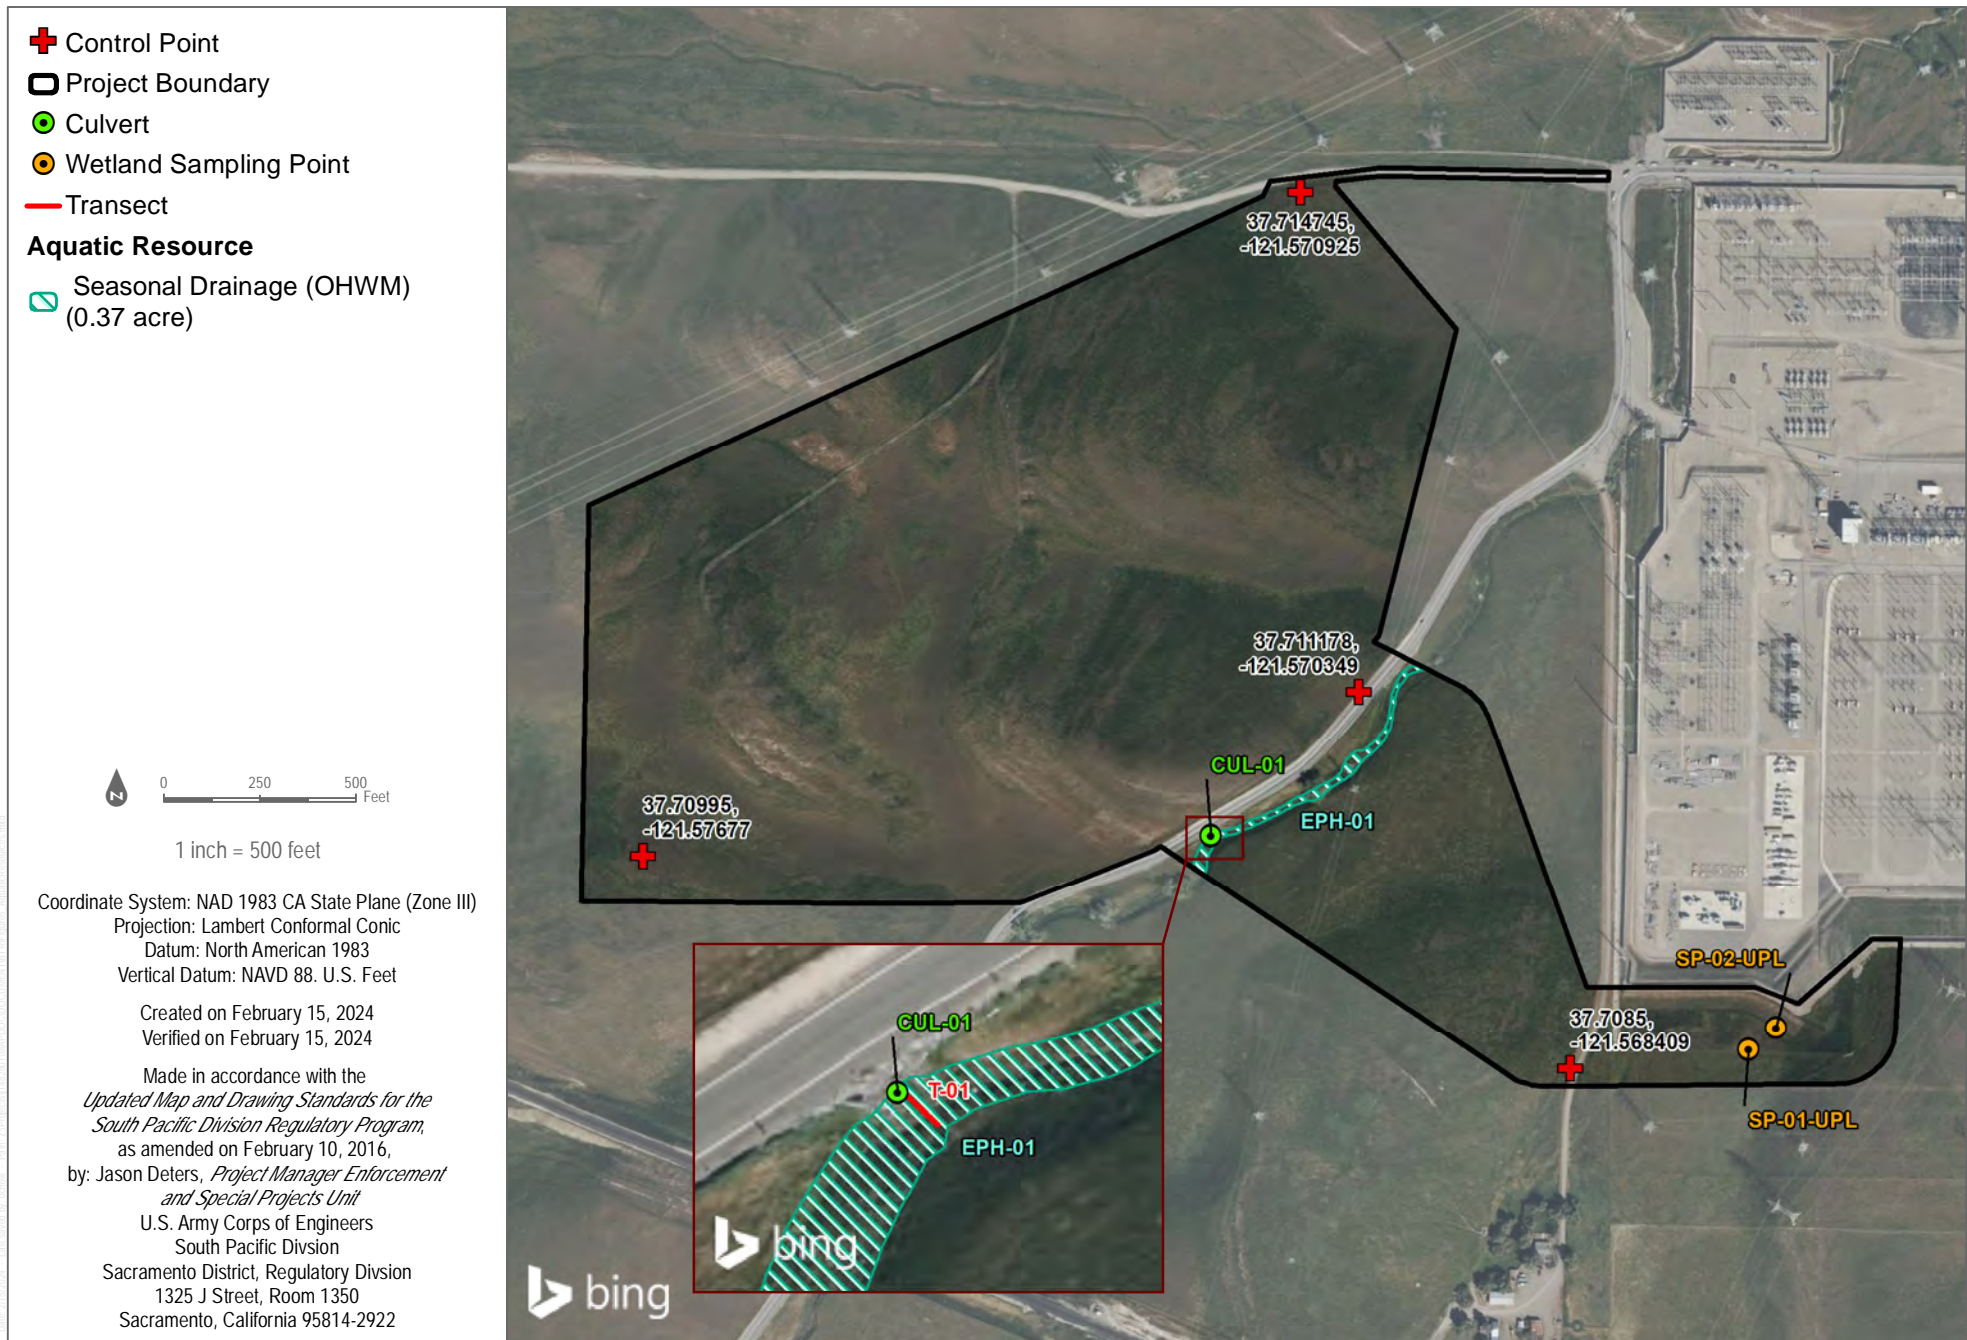 Control Point
Project Boundary
Culvert
Wetland Sampling Point
Transect
Aquatic Resource
Seasonal Drainage (OHWM)
(0.37 acre)
N
0 250 500
Feet
1 inch = 500 feet
Coordinate System: NAD 1983 CA State Plane (Zone III)
Projection: Lambert Conformal Conic
Datum: North American 1983
Vertical Datum: NAVD 88. U.S. Feet
Created on February 15, 2024
Verified on February 15, 2024
Made in accordance with the
Updated Map and Drawing Standards for the
South Pacific Division Regulatory Program,
as amended on February 10, 2016,
by: Jason Deters, Project Manager Enforcement
and Special Projects Unit
U.S. Army Corps of Engineers
South Pacific Divsion
Sacramento District, Regulatory Divsion
1325 J Street, Room 1350
Sacramento, California 95814-2922
37.714745,
-121.570925
37.711178,
-121.570349
CUL-01
EPH-01
37.70995,
-121.57677
SP-02-UPL
37.7085,
-121.568409
SP-01-UPL
CUL-01
T-01
EPH-01
bing
bing